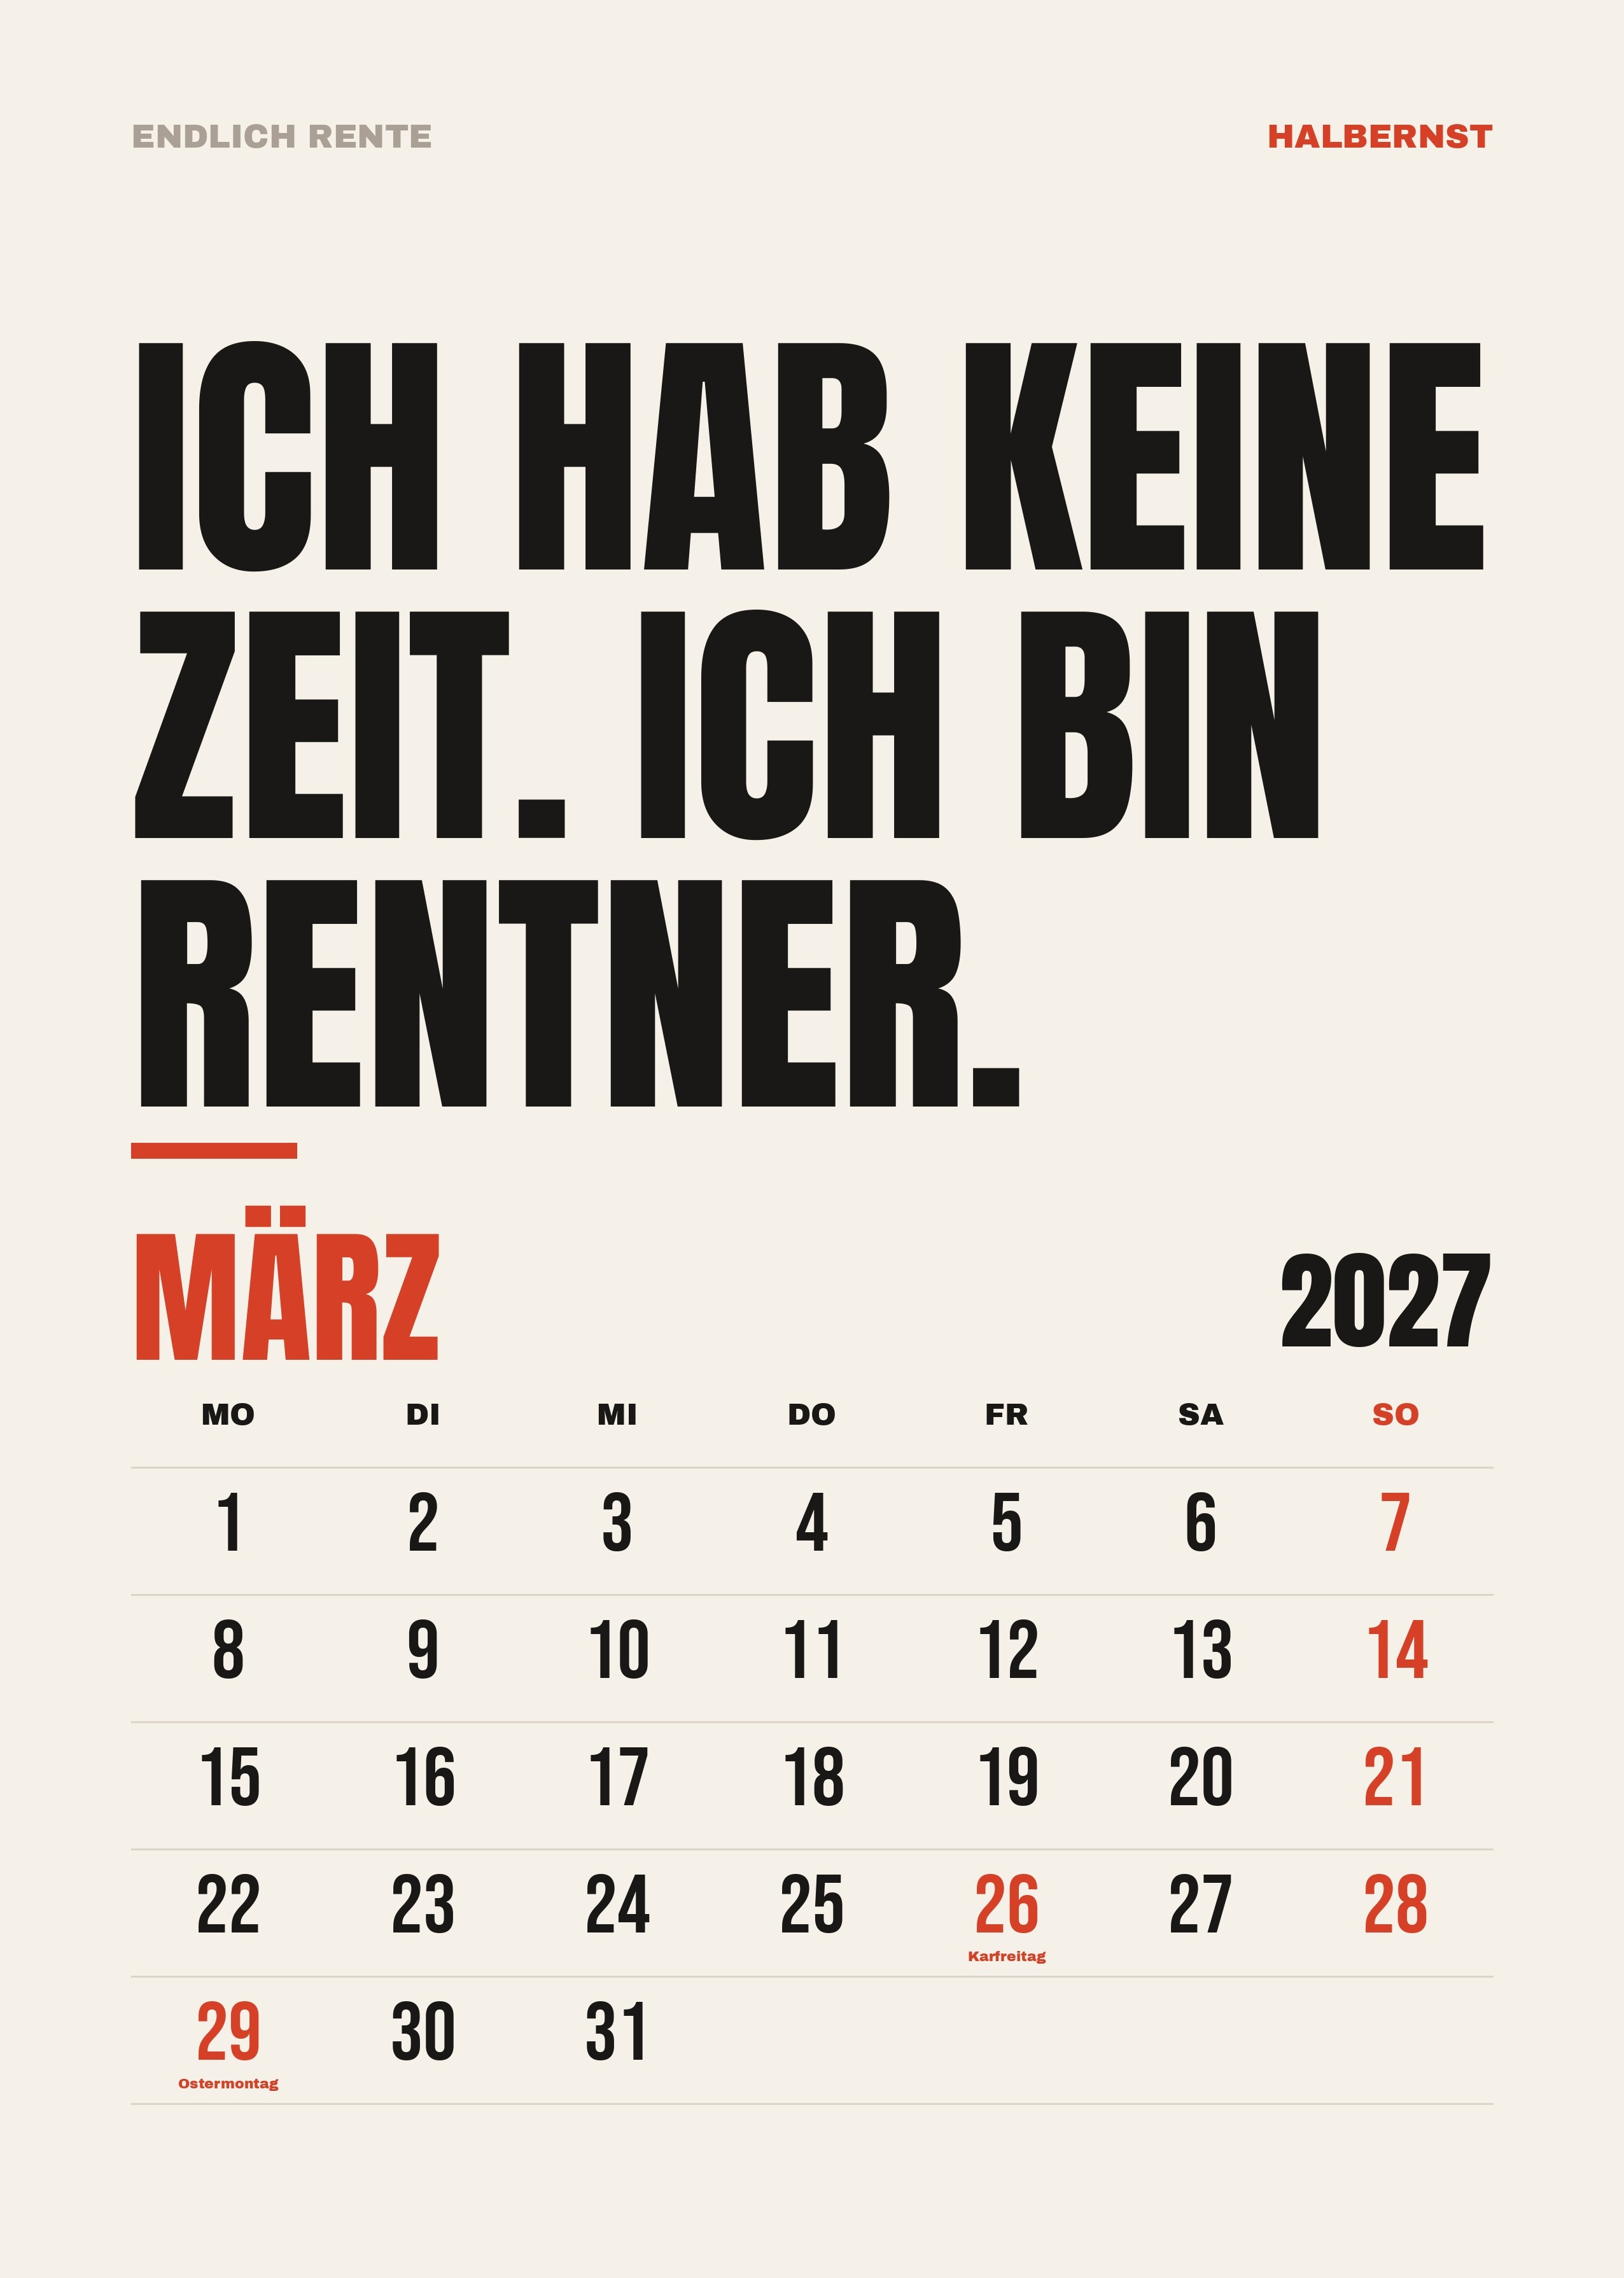 ENDLICH RENTE HALBERNST
ICH HAB KEINE
ZEIT. ICH BIN
RENTNER.
MÄRZ 2027
MO DI MI DO FR SA SO
1 2 3 4 5 6 7
8 9 10 11 12 13 14
15 16 17 18 19 20 21
22 23 24 25 26 27 28
Karfreitag
29 30 31
Ostermontag